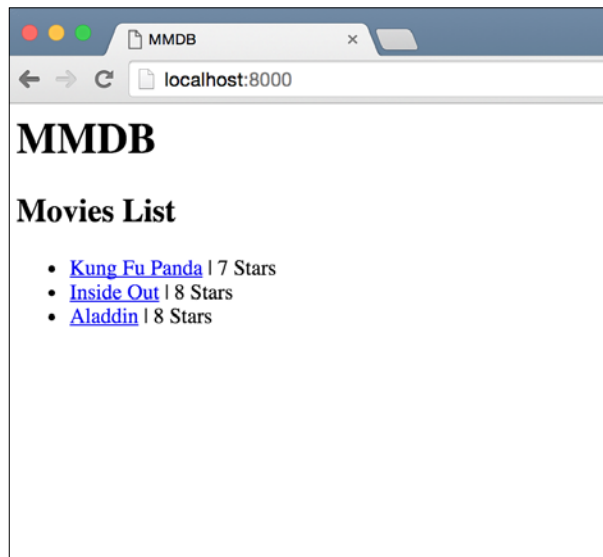 MMDB
localhost:8000
MMDB
Movies List
Kung Fu Panda | 7 Stars
Inside Out | 8 Stars
Aladdin | 8 Stars